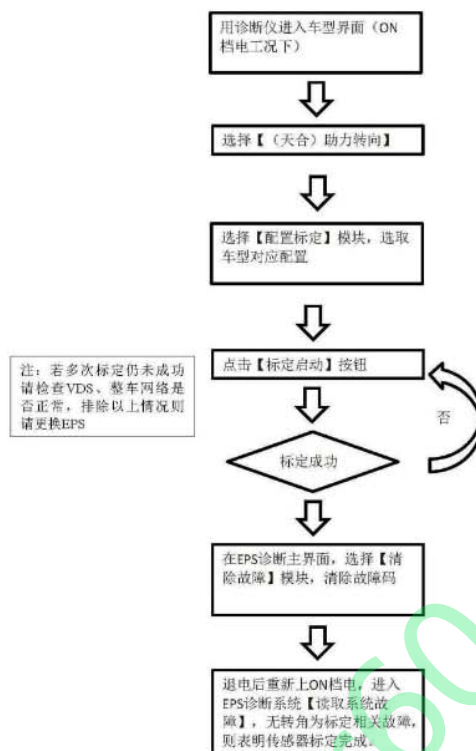 用诊断仪进入车型界面（ON
档电工况下）
选择【（天合）助力转向】
选择【配置标定】模块，选取
车型对应配置
点击【标定启动】按钮
注：若多次标定仍未成功
请检查VDS、整车网络是
否正常，排除以上情况则
请更换EPS
否
标定成功
在EPS诊断主界面，选择【清
除故障】模块，清除故障码
退电后重新上ON档电，进入
EPS诊断系统【读取系统故
障】，无转角为标定相关故障，
则表明传感器标定完成。
60